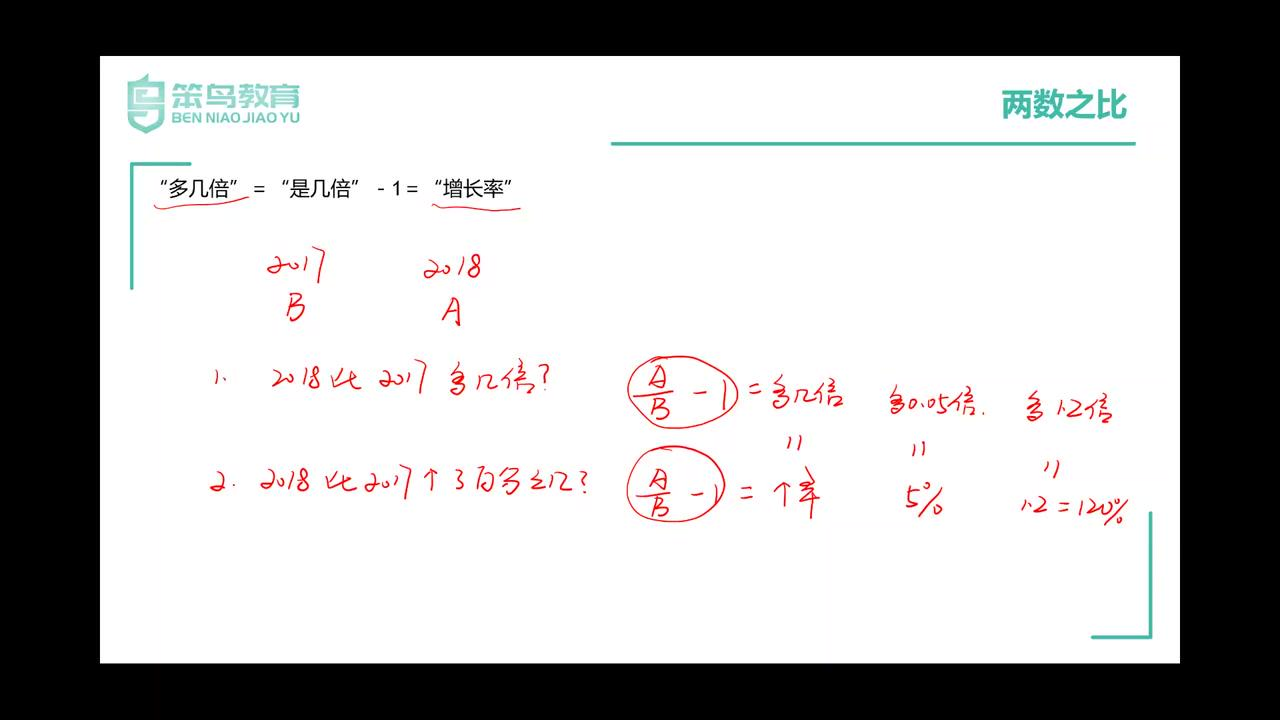 笨鸟教育
BEN NIAO JIAO YU
两数之比
“多几倍” = “是几倍” - 1 = “增长率”
2017 2018
B A
1. 2018比2017多几倍? A/B - 1 = 多几倍 多0.05倍. 多1.2倍
" " "
2. 2018比2017↑了百分之几? A/B - 1 = ↑率 5% 1.2=120%